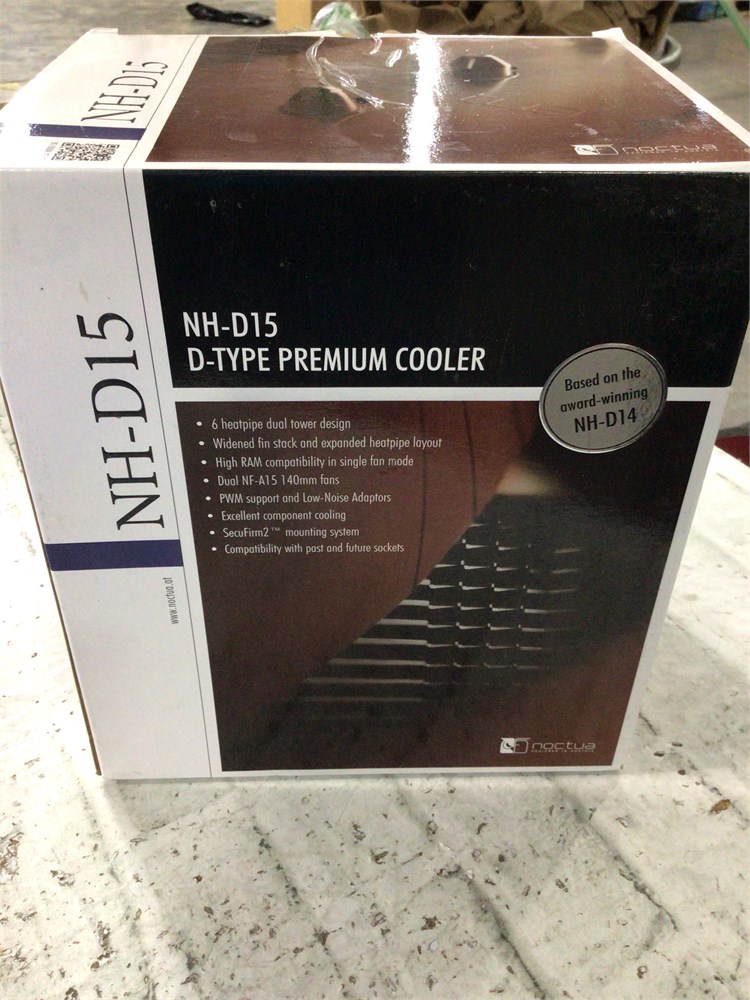 NH-D15
noctua
NH-D15
www.noctua.at
NH-D15
D-TYPE PREMIUM COOLER
Based on the
award-winning
NH-D14
• 6 heatpipe dual tower design
• Widened fin stack and expanded heatpipe layout
• High RAM compatibility in single fan mode
• Dual NF-A15 140mm fans
• PWM support and Low-Noise Adaptors
• Excellent component cooling
• SecuFirm2™ mounting system
• Compatibility with past and future sockets
noctua
DESIGNED IN AUSTRIA